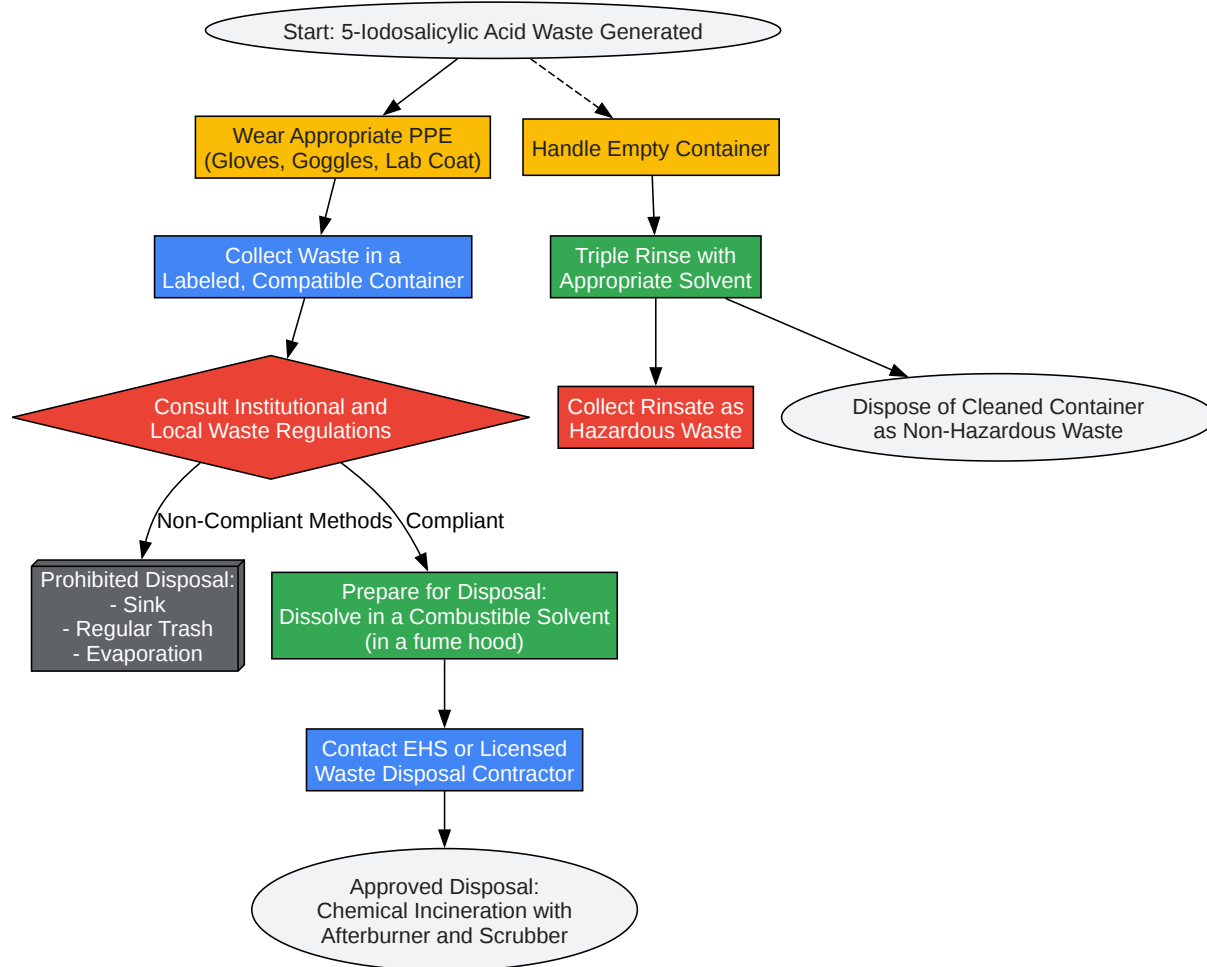 Start: 5-Iodosalicylic Acid Waste Generated
Wear Appropriate PPE
(Gloves, Goggles, Lab Coat)
Handle Empty Container
Collect Waste in a
Labeled, Compatible Container
Triple Rinse with
Appropriate Solvent
Consult Institutional and
Local Waste Regulations
Collect Rinsate as
Hazardous Waste
Dispose of Cleaned Container
as Non-Hazardous Waste
Non-Compliant Methods
Compliant
Prohibited Disposal:
- Sink
- Regular Trash
- Evaporation
Prepare for Disposal:
Dissolve in a Combustible Solvent
(in a fume hood)
Contact EHS or Licensed
Waste Disposal Contractor
Approved Disposal:
Chemical Incineration with
Afterburner and Scrubber